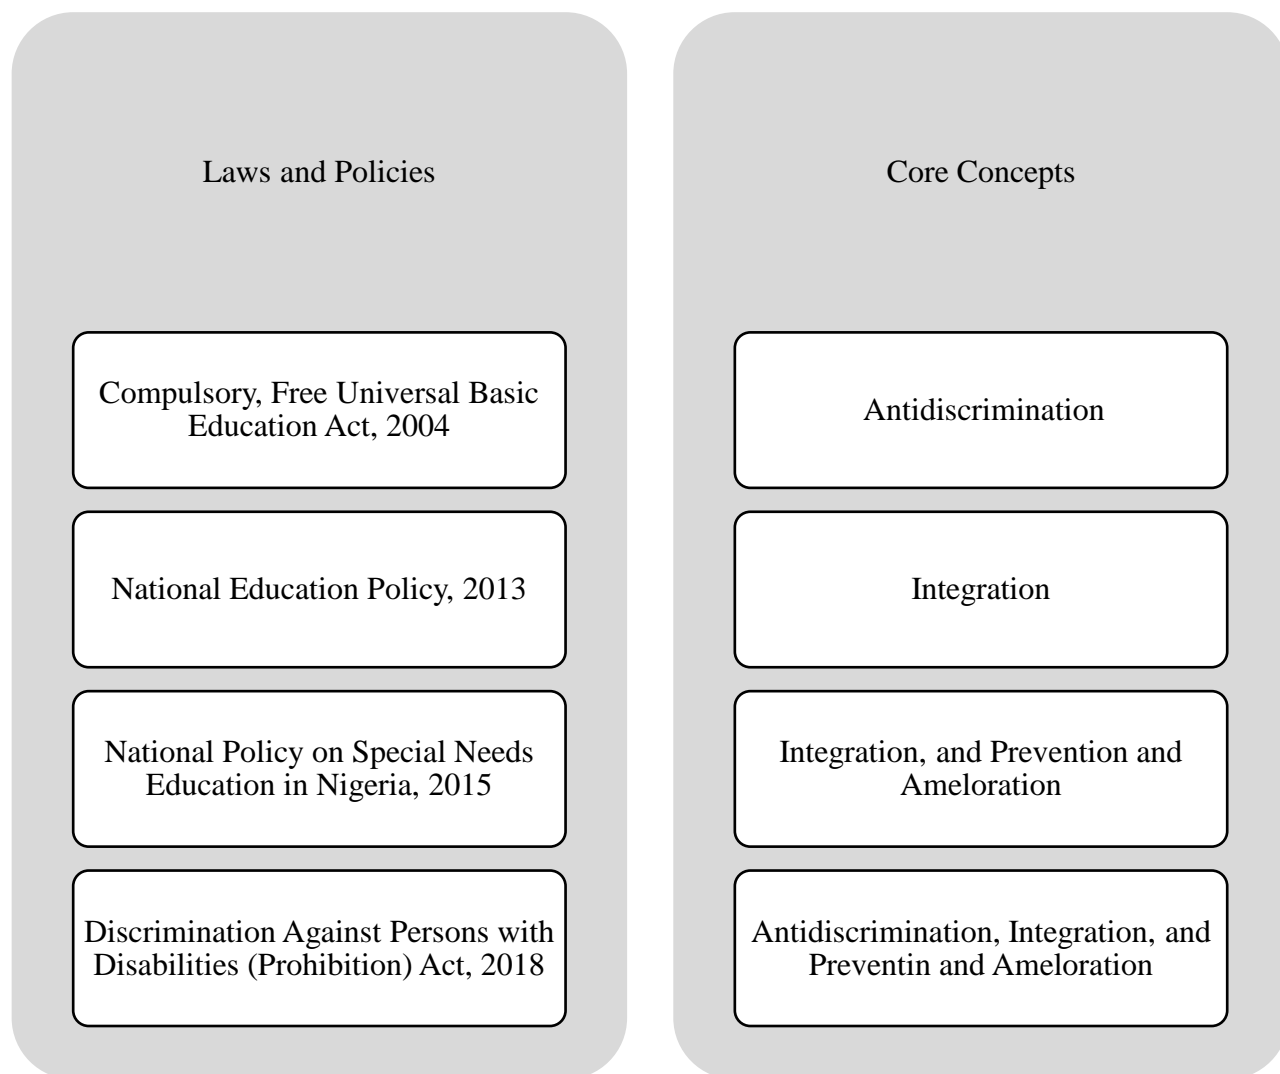 Laws and Policies
Compulsory, Free Universal Basic
Education Act, 2004
National Education Policy, 2013
National Policy on Special Needs
Education in Nigeria, 2015
Discrimination Against Persons with
Disabilities (Prohibition) Act, 2018
Core Concepts
Antidiscrimination
Integration
Integration, and Prevention and
Ameloration
Antidiscrimination, Integration, and
Preventin and Ameloration